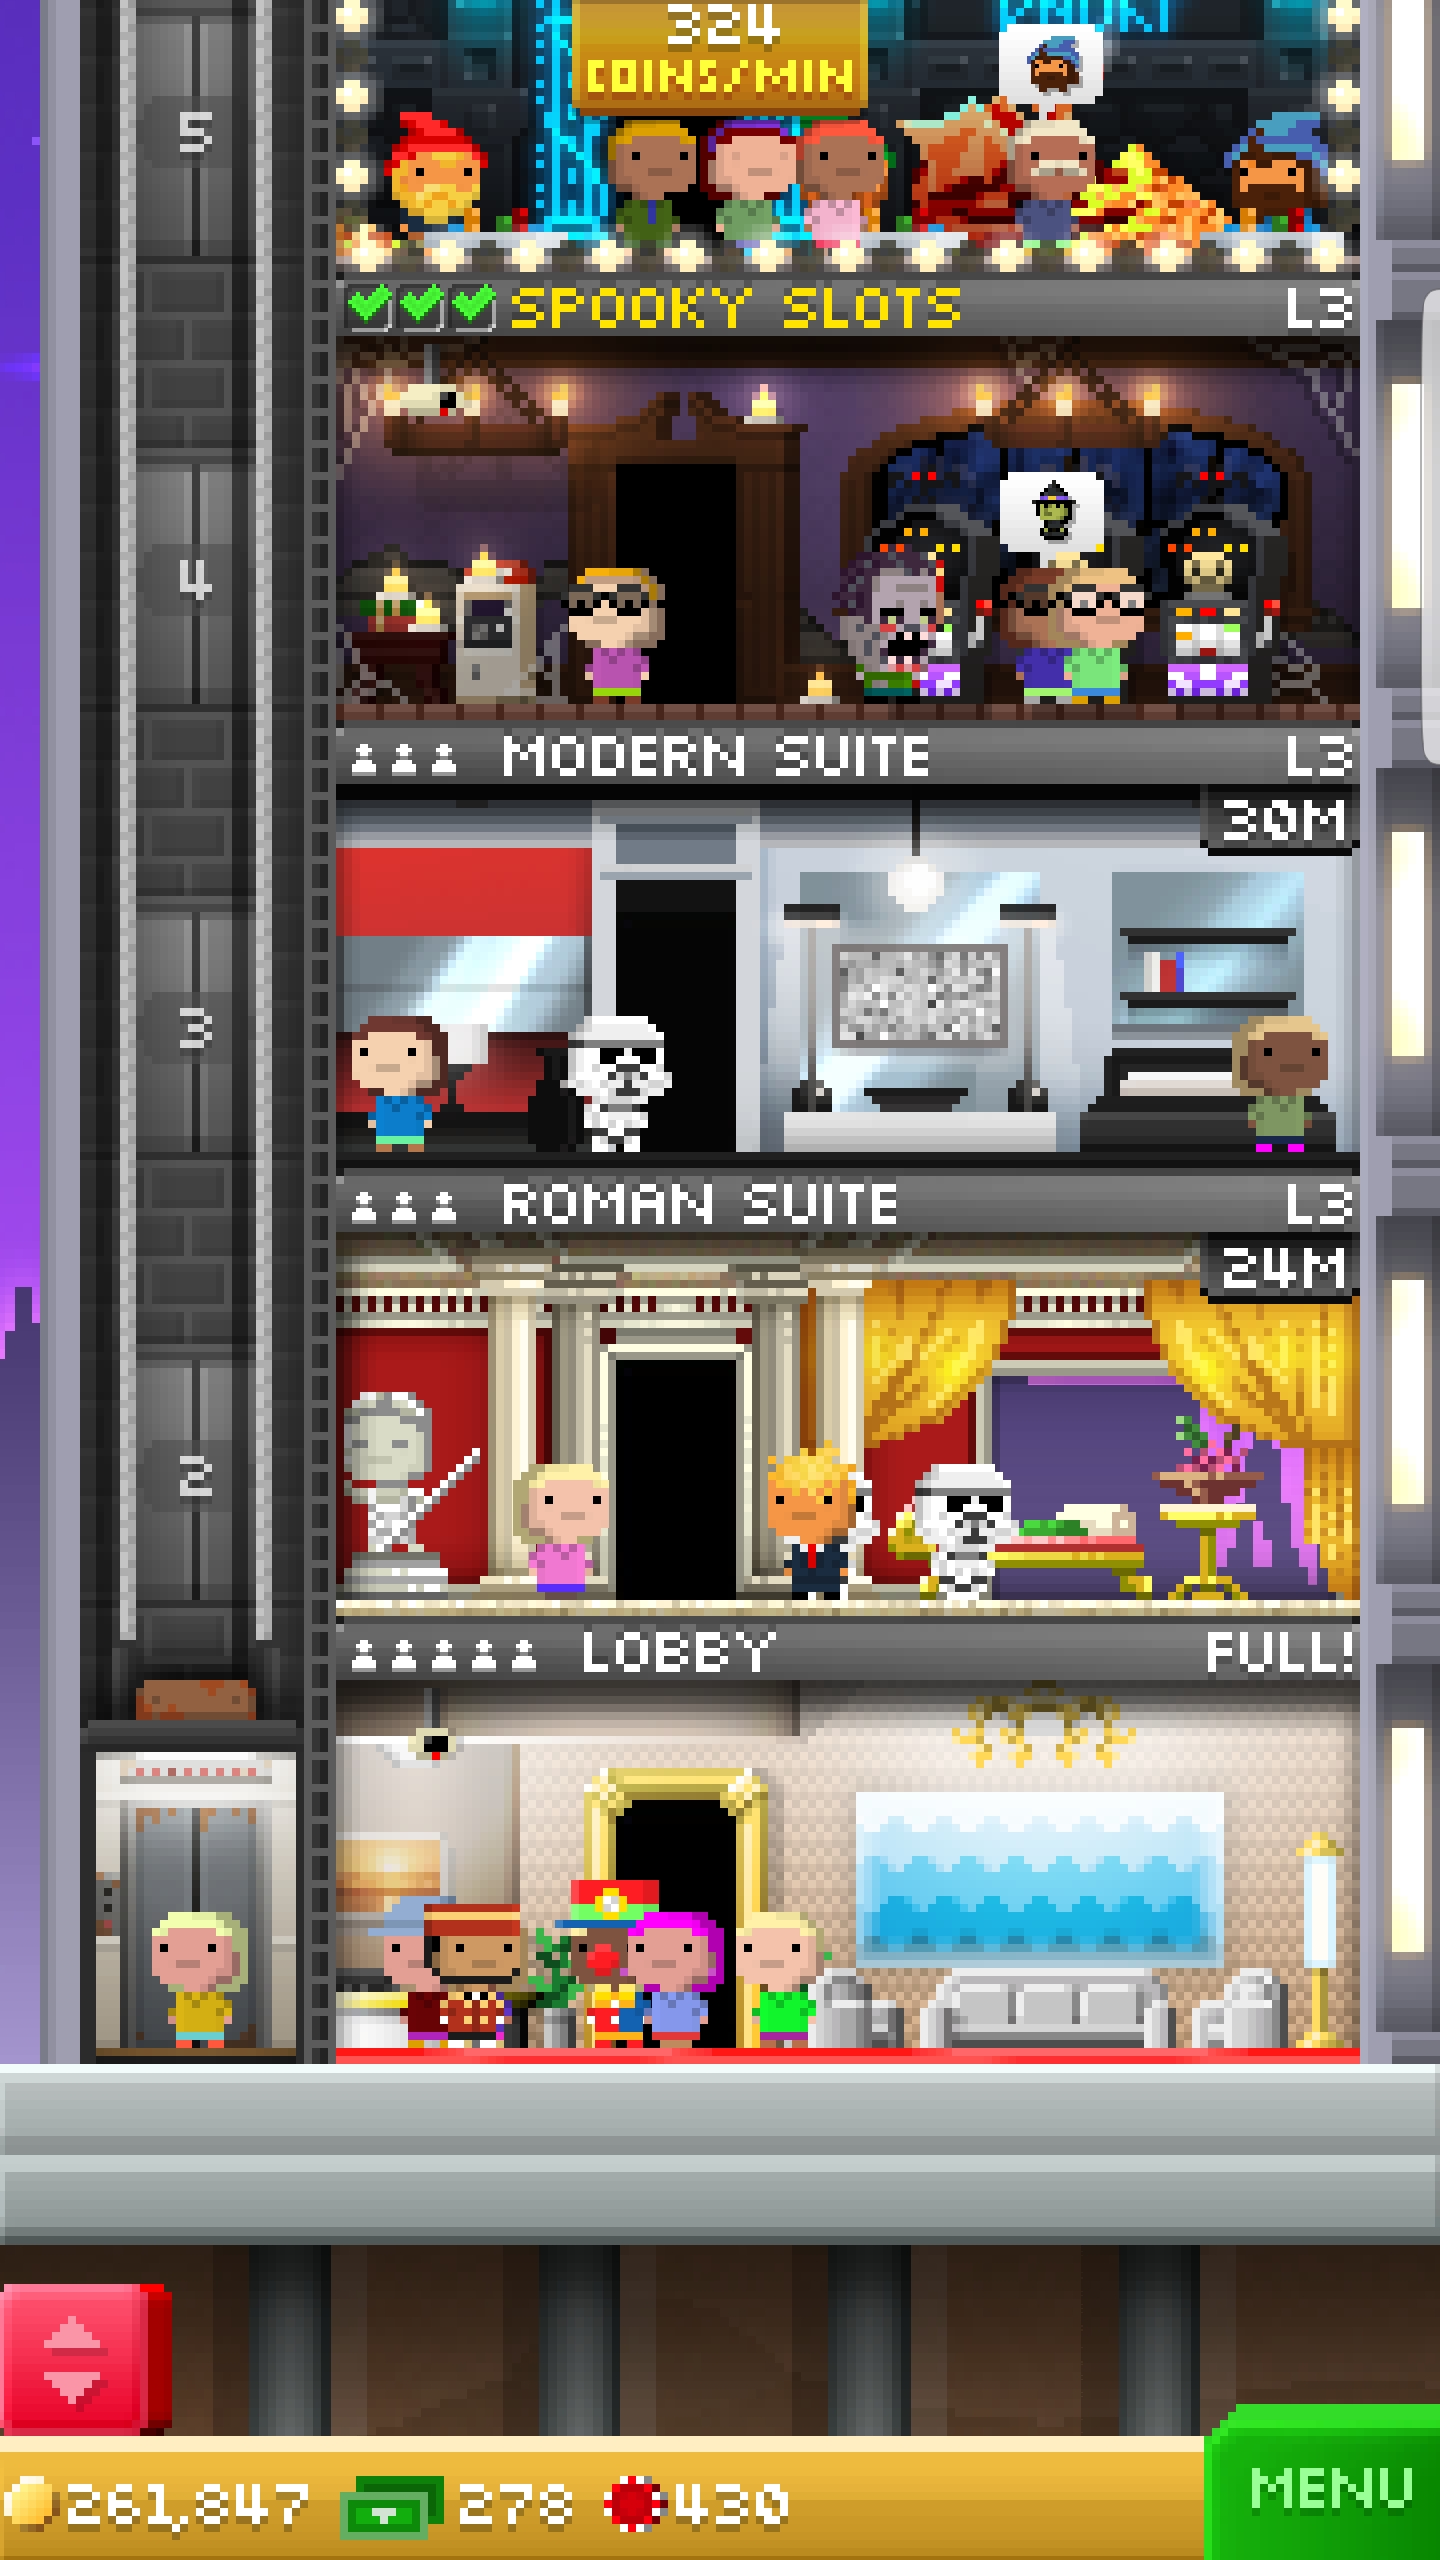 324
COINS/MIN
5
SPOOKY SLOTS L3
4
MODERN SUITE L3
30M
3
ROMAN SUITE L3
24M
2
LOBBY FULL!
261,847 278 430
MENU